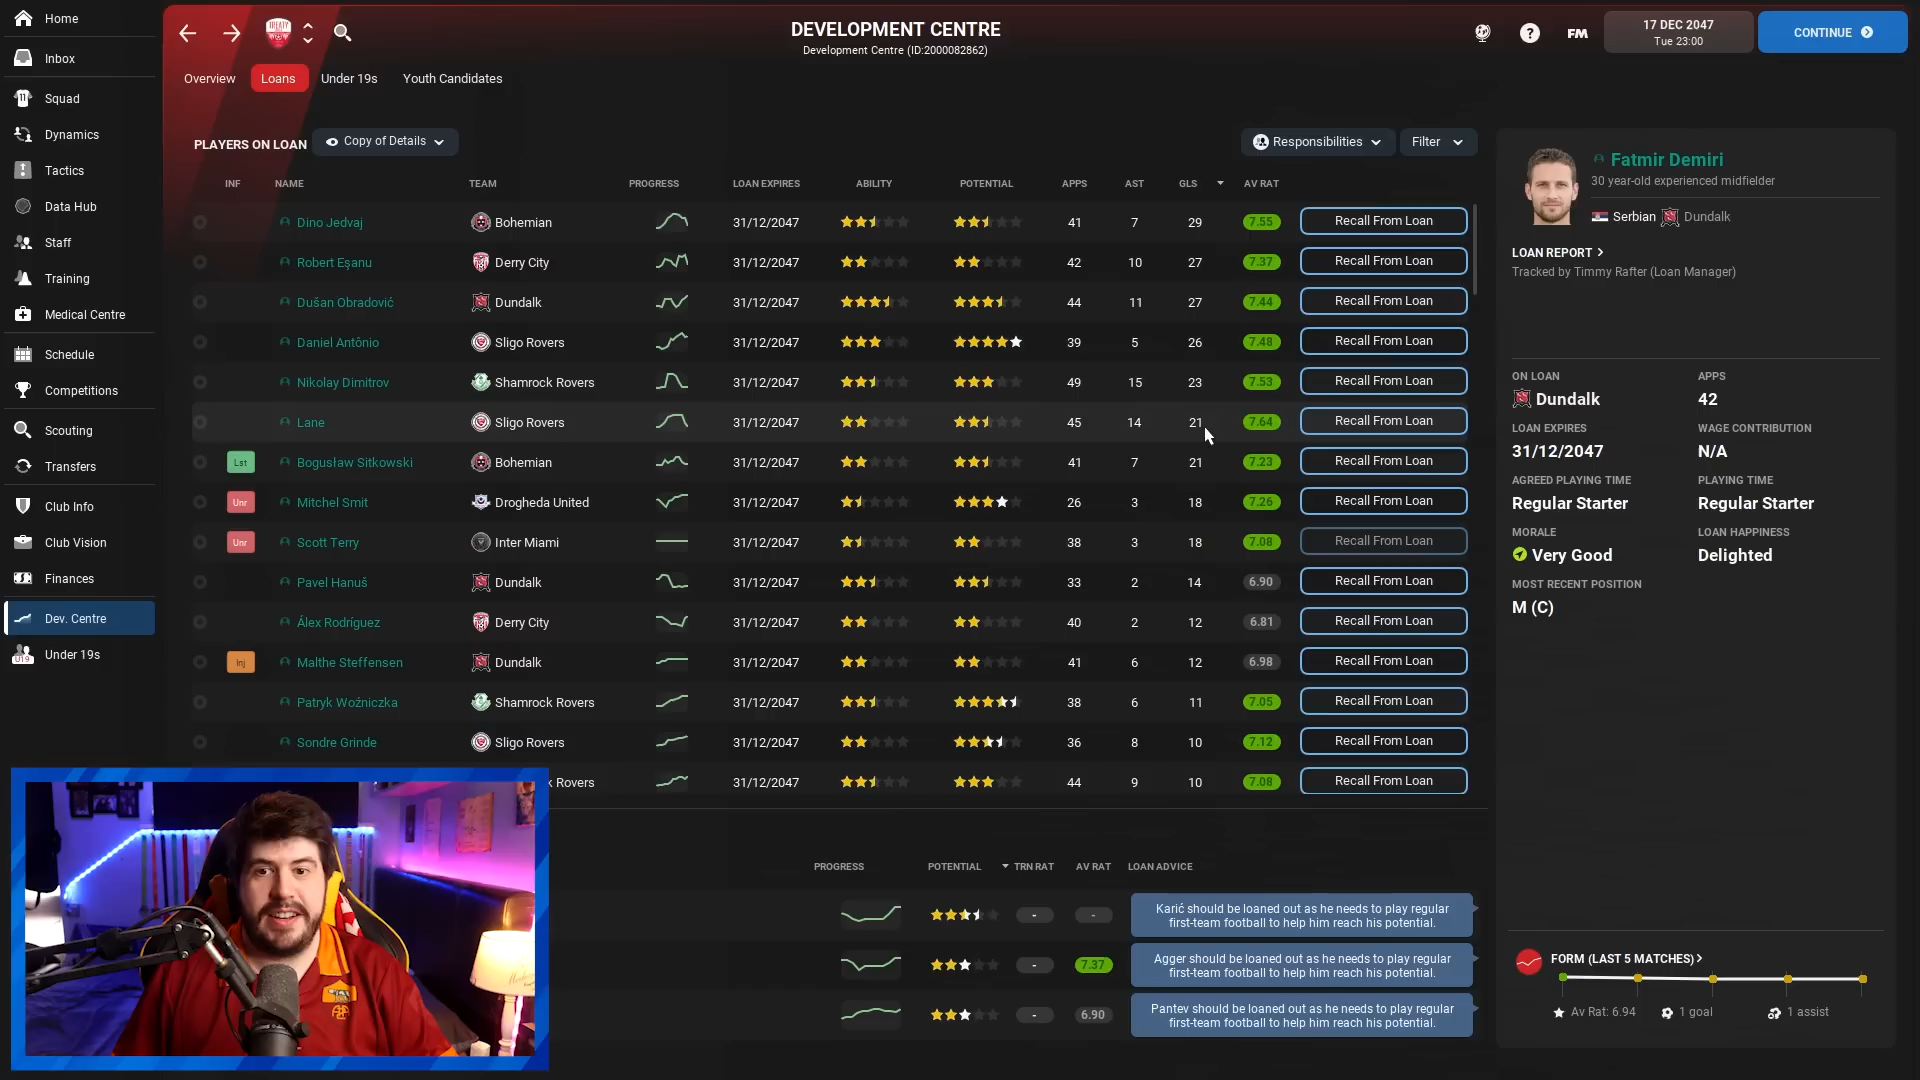 Home
Inbox
Squad
Dynamics
Tactics
Data Hub
Staff
Training
Medical Centre
Schedule
Competitions
Scouting
Transfers
Club Info
Club Vision
Finances
Dev. Centre
Under 19s
DEVELOPMENT CENTRE
Development Centre (ID:2000082862)
FM
17 DEC 2047
Tue 23:00
CONTINUE
Overview Loans Under 19s Youth Candidates
PLAYERS ON LOAN Copy of Details Responsibilities Filter
INF NAME TEAM PROGRESS LOAN EXPIRES ABILITY POTENTIAL APPS AST GLS AV RAT
Dino Jedvaj Bohemian 31/12/2047 41 7 29 7.55 Recall From Loan
Robert Eşanu Derry City 31/12/2047 42 10 27 7.37 Recall From Loan
Dušan Obradović Dundalk 31/12/2047 44 11 27 7.44 Recall From Loan
Daniel Antônio Sligo Rovers 31/12/2047 39 5 26 7.48 Recall From Loan
Nikolay Dimitrov Shamrock Rovers 31/12/2047 49 15 23 7.53 Recall From Loan
Lane Sligo Rovers 31/12/2047 45 14 21 7.64 Recall From Loan
Lst Bogusław Sitkowski Bohemian 31/12/2047 41 7 21 7.23 Recall From Loan
Unr Mitchel Smit Drogheda United 31/12/2047 26 3 18 7.26 Recall From Loan
Unr Scott Terry Inter Miami 31/12/2047 38 3 18 7.08 Recall From Loan
Pavel Hanuš Dundalk 31/12/2047 33 2 14 6.90 Recall From Loan
Álex Rodríguez Derry City 31/12/2047 40 2 12 6.81 Recall From Loan
Inj Malthe Steffensen Dundalk 31/12/2047 41 6 12 6.98 Recall From Loan
Patryk Woźniczka Shamrock Rovers 31/12/2047 38 6 11 7.05 Recall From Loan
Sondre Grinde Sligo Rovers 31/12/2047 36 8 10 7.12 Recall From Loan
k Rovers 31/12/2047 44 9 10 7.08 Recall From Loan
PROGRESS POTENTIAL TRN RAT AV RAT LOAN ADVICE
- - Karić should be loaned out as he needs to play regular
first-team football to help him reach his potential.
- 7.37 Agger should be loaned out as he needs to play regular
first-team football to help him reach his potential.
- 6.90 Pantev should be loaned out as he needs to play regular
first-team football to help him reach his potential.
Fatmir Demiri
30 year-old experienced midfielder
Serbian Dundalk
LOAN REPORT
Tracked by Timmy Rafter (Loan Manager)
ON LOAN APPS
Dundalk 42
LOAN EXPIRES WAGE CONTRIBUTION
31/12/2047 N/A
AGREED PLAYING TIME PLAYING TIME
Regular Starter Regular Starter
MORALE LOAN HAPPINESS
Very Good Delighted
MOST RECENT POSITION
M (C)
FORM (LAST 5 MATCHES)
Av Rat: 6.94 1 goal 1 assist